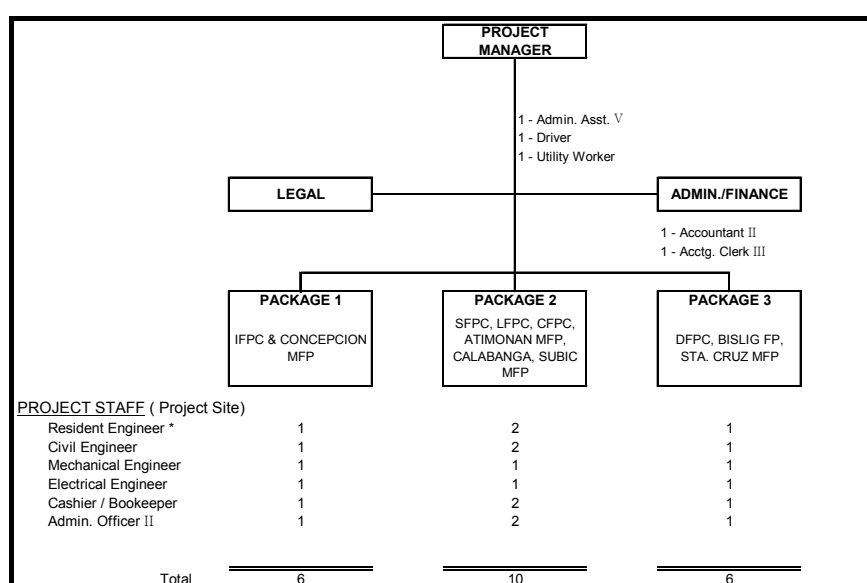 PROJECT
MANAGER
1 - Admin. Asst. V
1 - Driver
1 - Utility Worker
LEGAL
ADMIN./FINANCE
1 - Accountant II
1 - Acctg. Clerk III
PACKAGE 1
IFPC & CONCEPCION
MFP
PACKAGE 2
SFPC, LFPC, CFPC,
ATIMONAN MFP,
CALABANGA, SUBIC
MFP
PACKAGE 3
DFPC, BISLIG FP,
STA. CRUZ MFP
PROJECT STAFF ( Project Site)
Resident Engineer * 1 2 1
Civil Engineer 1 2 1
Mechanical Engineer 1 1 1
Electrical Engineer 1 1 1
Cashier / Bookeeper 1 2 1
Admin. Officer II 1 2 1
Total 6 10 6